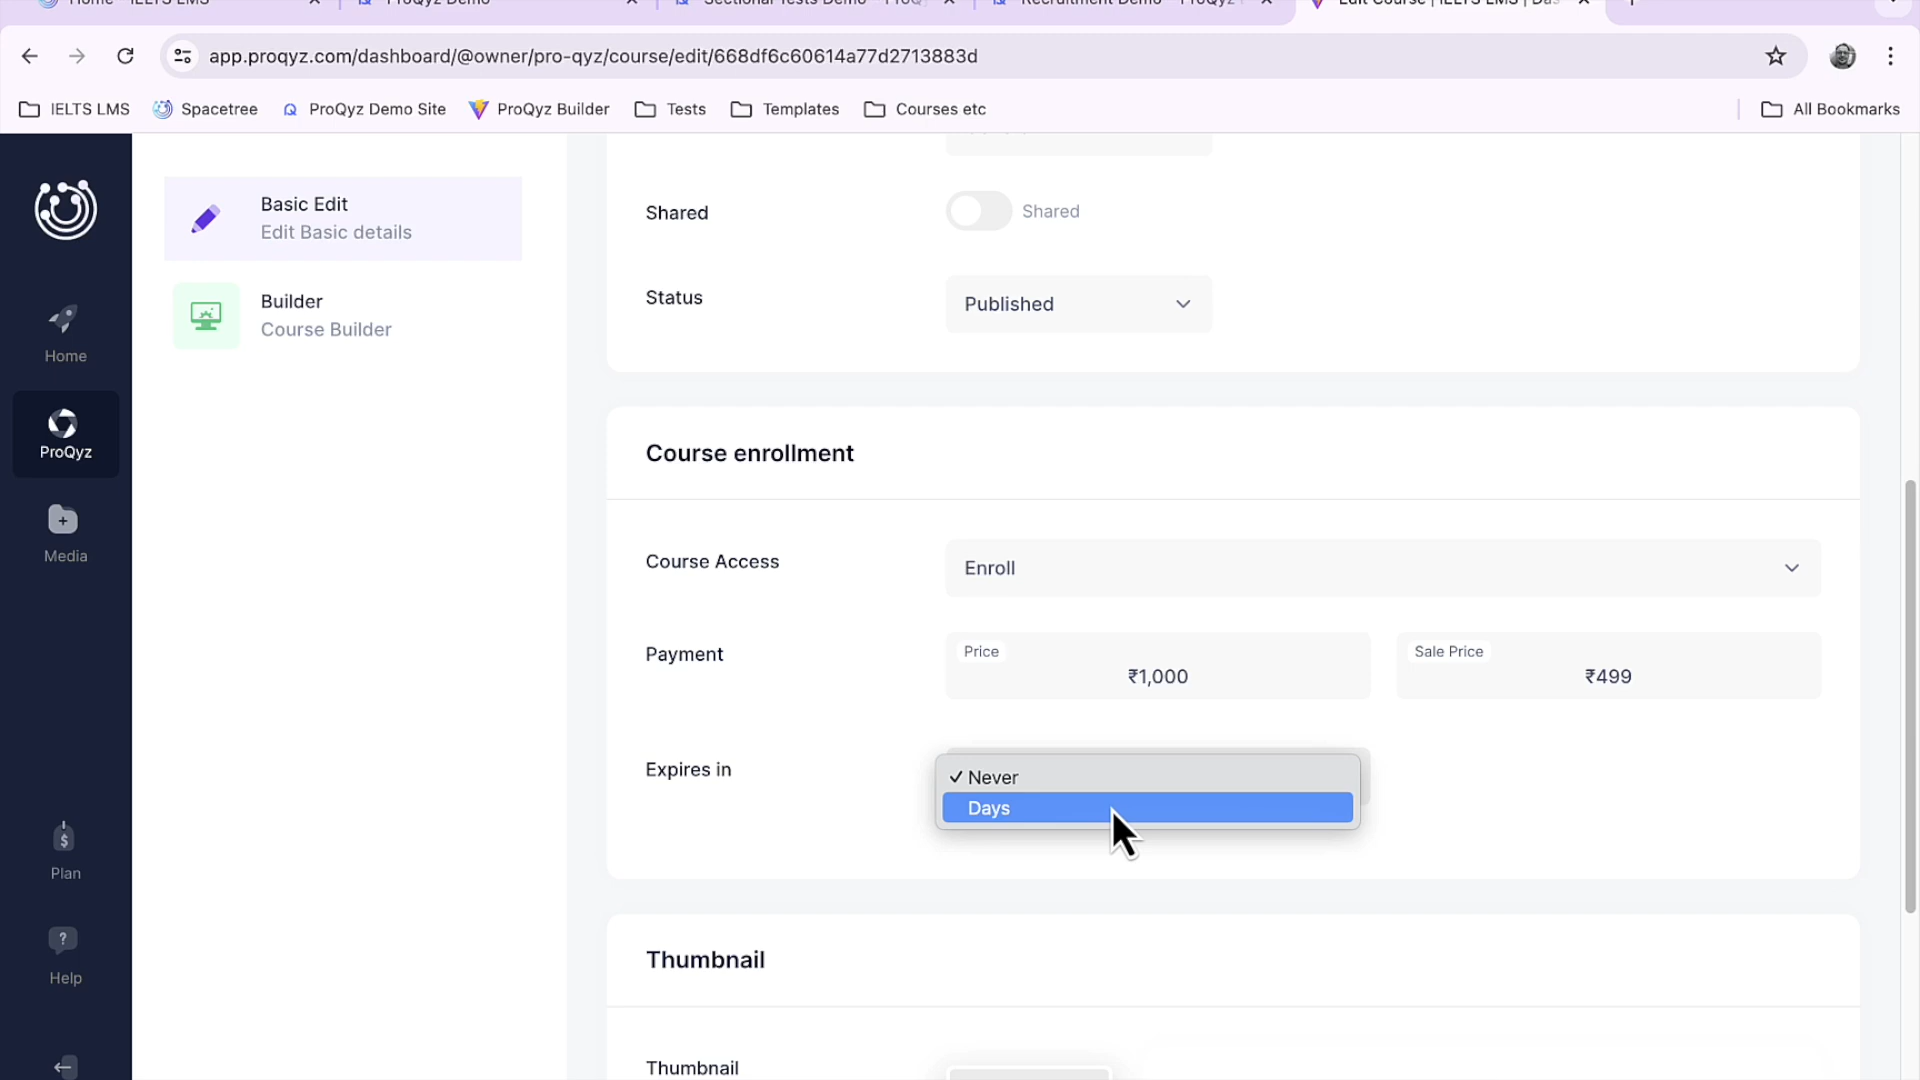 Home - IELTS LMS
ProQyz Demo
Sectional Tests Demo - ProQ
Recruitment Demo - ProQyz
Edit Course | IELTS LMS | Das
app.proqyz.com/dashboard/@owner/pro-qyz/course/edit/668df6c60614a77d2713883d
IELTS LMS
Spacetree
ProQyz Demo Site
ProQyz Builder
Tests
Templates
Courses etc
All Bookmarks
Home
ProQyz
Media
Plan
Help
Basic Edit
Edit Basic details
Builder
Course Builder
Shared
Shared
Status
Published
Course enrollment
Course Access
Enroll
Payment
Price
₹1,000
Sale Price
₹499
Expires in
Never
Days
Thumbnail
Thumbnail